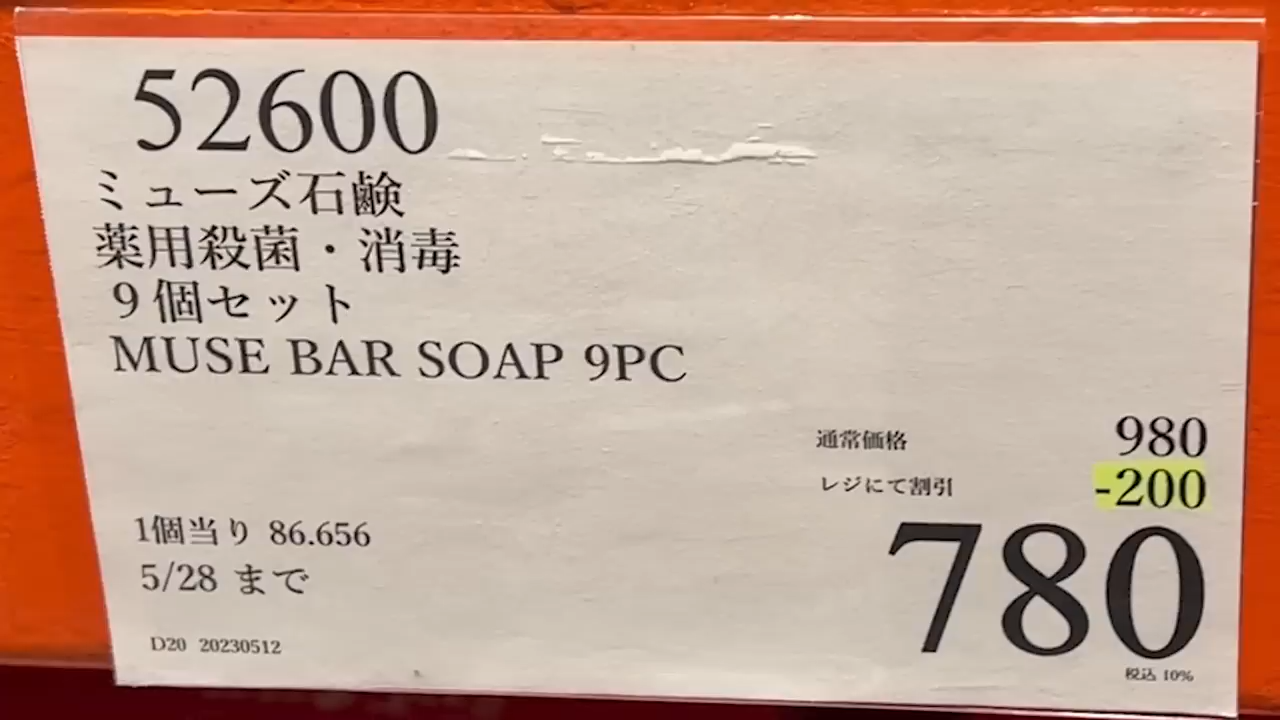 52600
ミューズ石鹸
薬用殺菌・消毒
９個セット
MUSE BAR SOAP 9PC
通常価格 980
レジにて割引 -200
780
税込 10%
1個当り 86.656
5/28 まで
D20 20230512